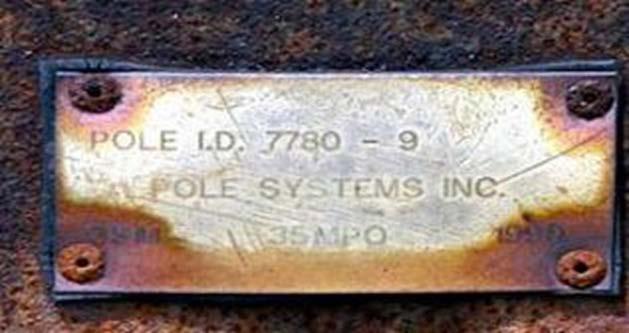 POLE I.D. 7780 - 9
POLE SYSTEMS INC.
35MPO